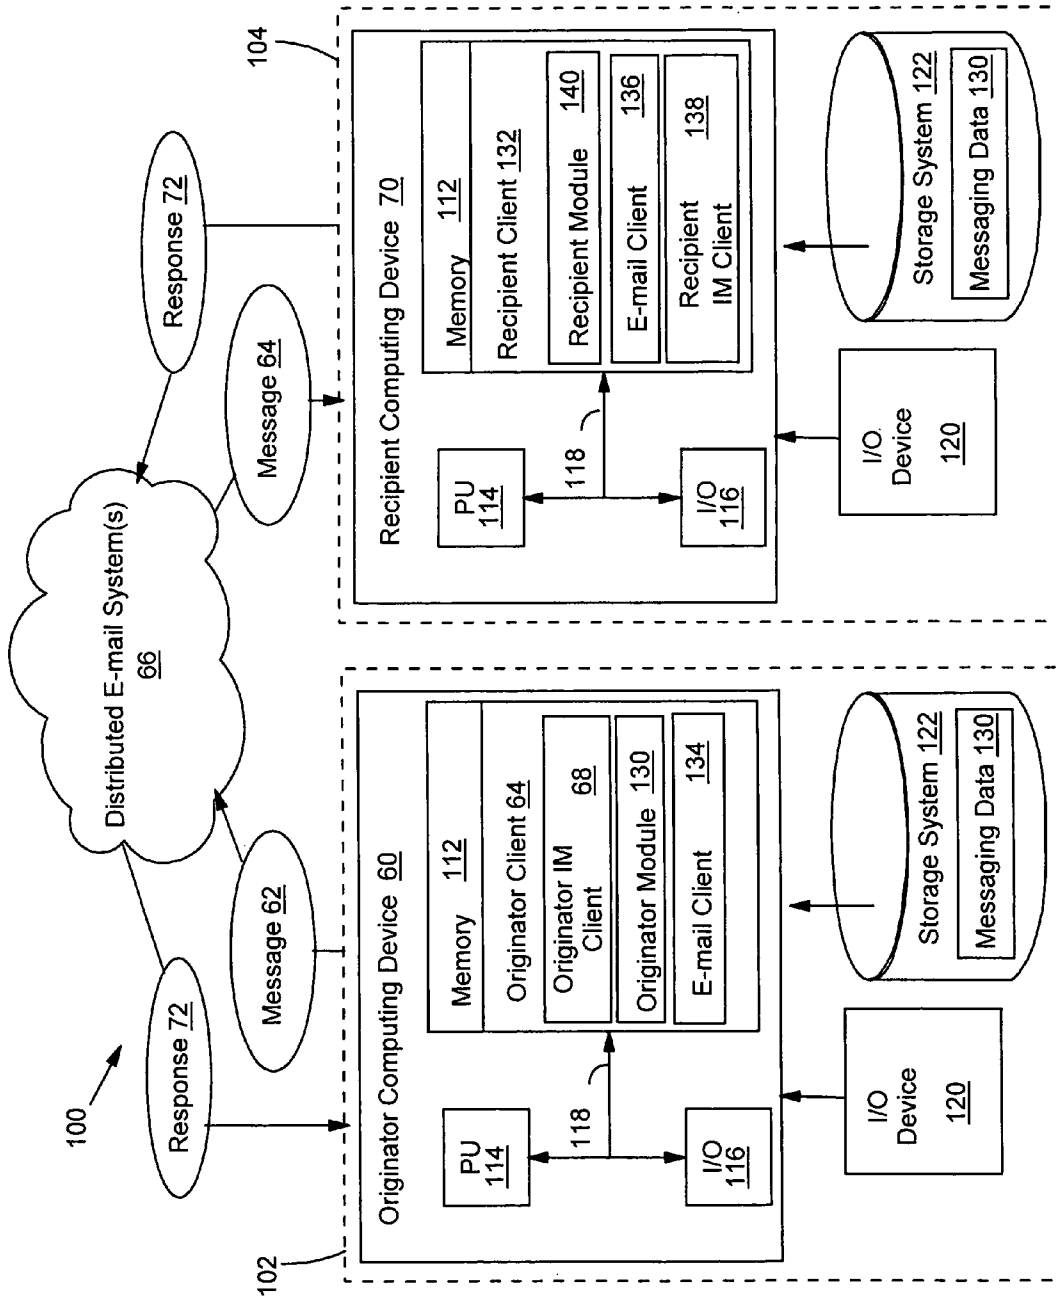 100
Distributed E-mail System(s)
66
Response 72
Message 62
Message 64
Response 72
102
Originator Computing Device 60
PU
114
118
I/O
116
Memory 112
Originator Client 64
Originator IM
Client 68
Originator Module 130
E-mail Client 134
I/O
Device
120
Storage System 122
Messaging Data 130
104
Recipient Computing Device 70
PU
114
118
I/O
116
Memory 112
Recipient Client 132
Recipient Module 140
E-mail Client 136
Recipient
IM Client 138
I/O.
Device
120
Storage System 122
Messaging Data 130